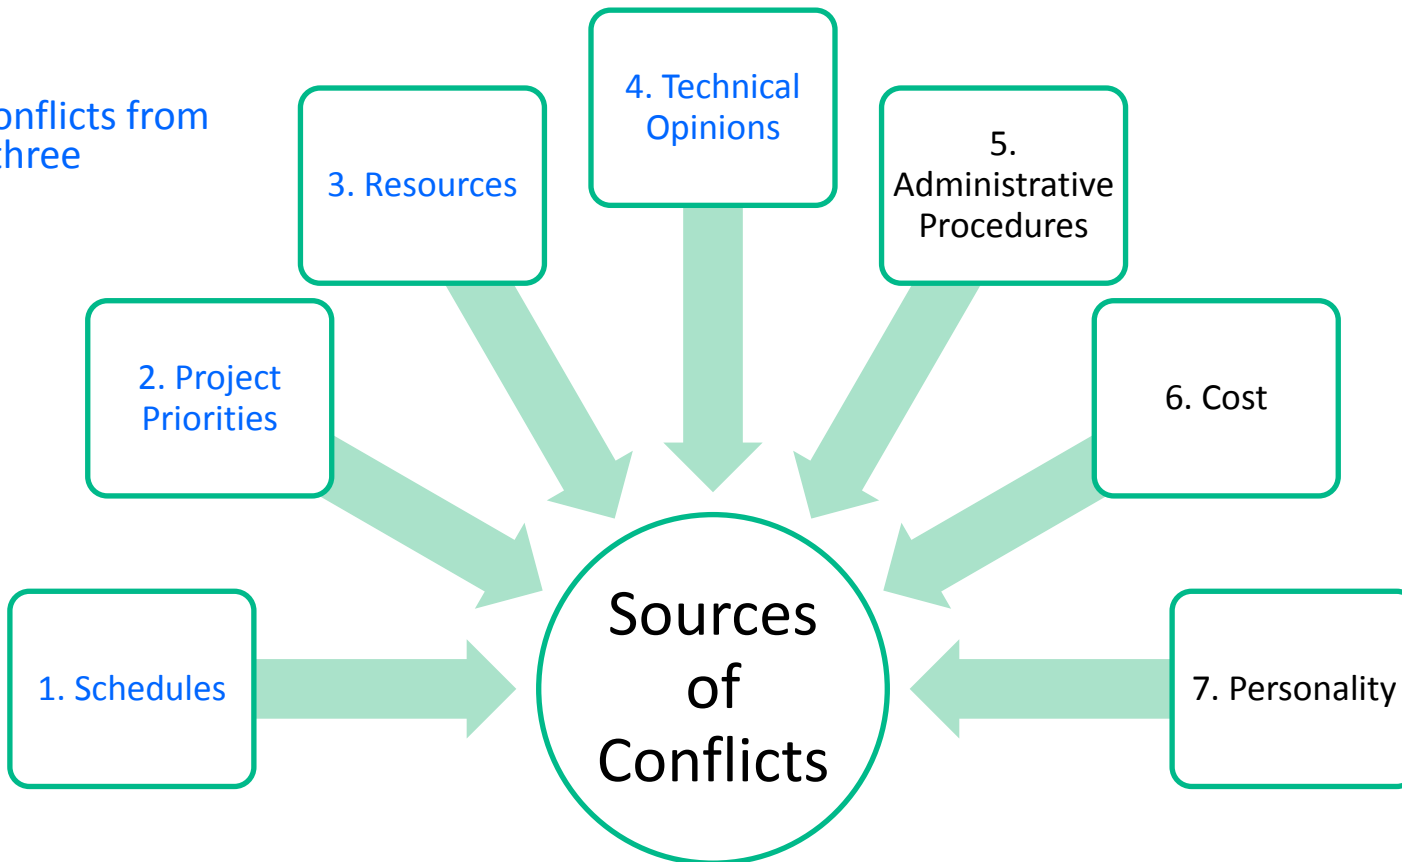 onflicts from
three
4. Technical
Opinions
3. Resources
5.
Administrative
Procedures
2. Project
Priorities
6. Cost
1. Schedules
Sources
of
Conflicts
7. Personality